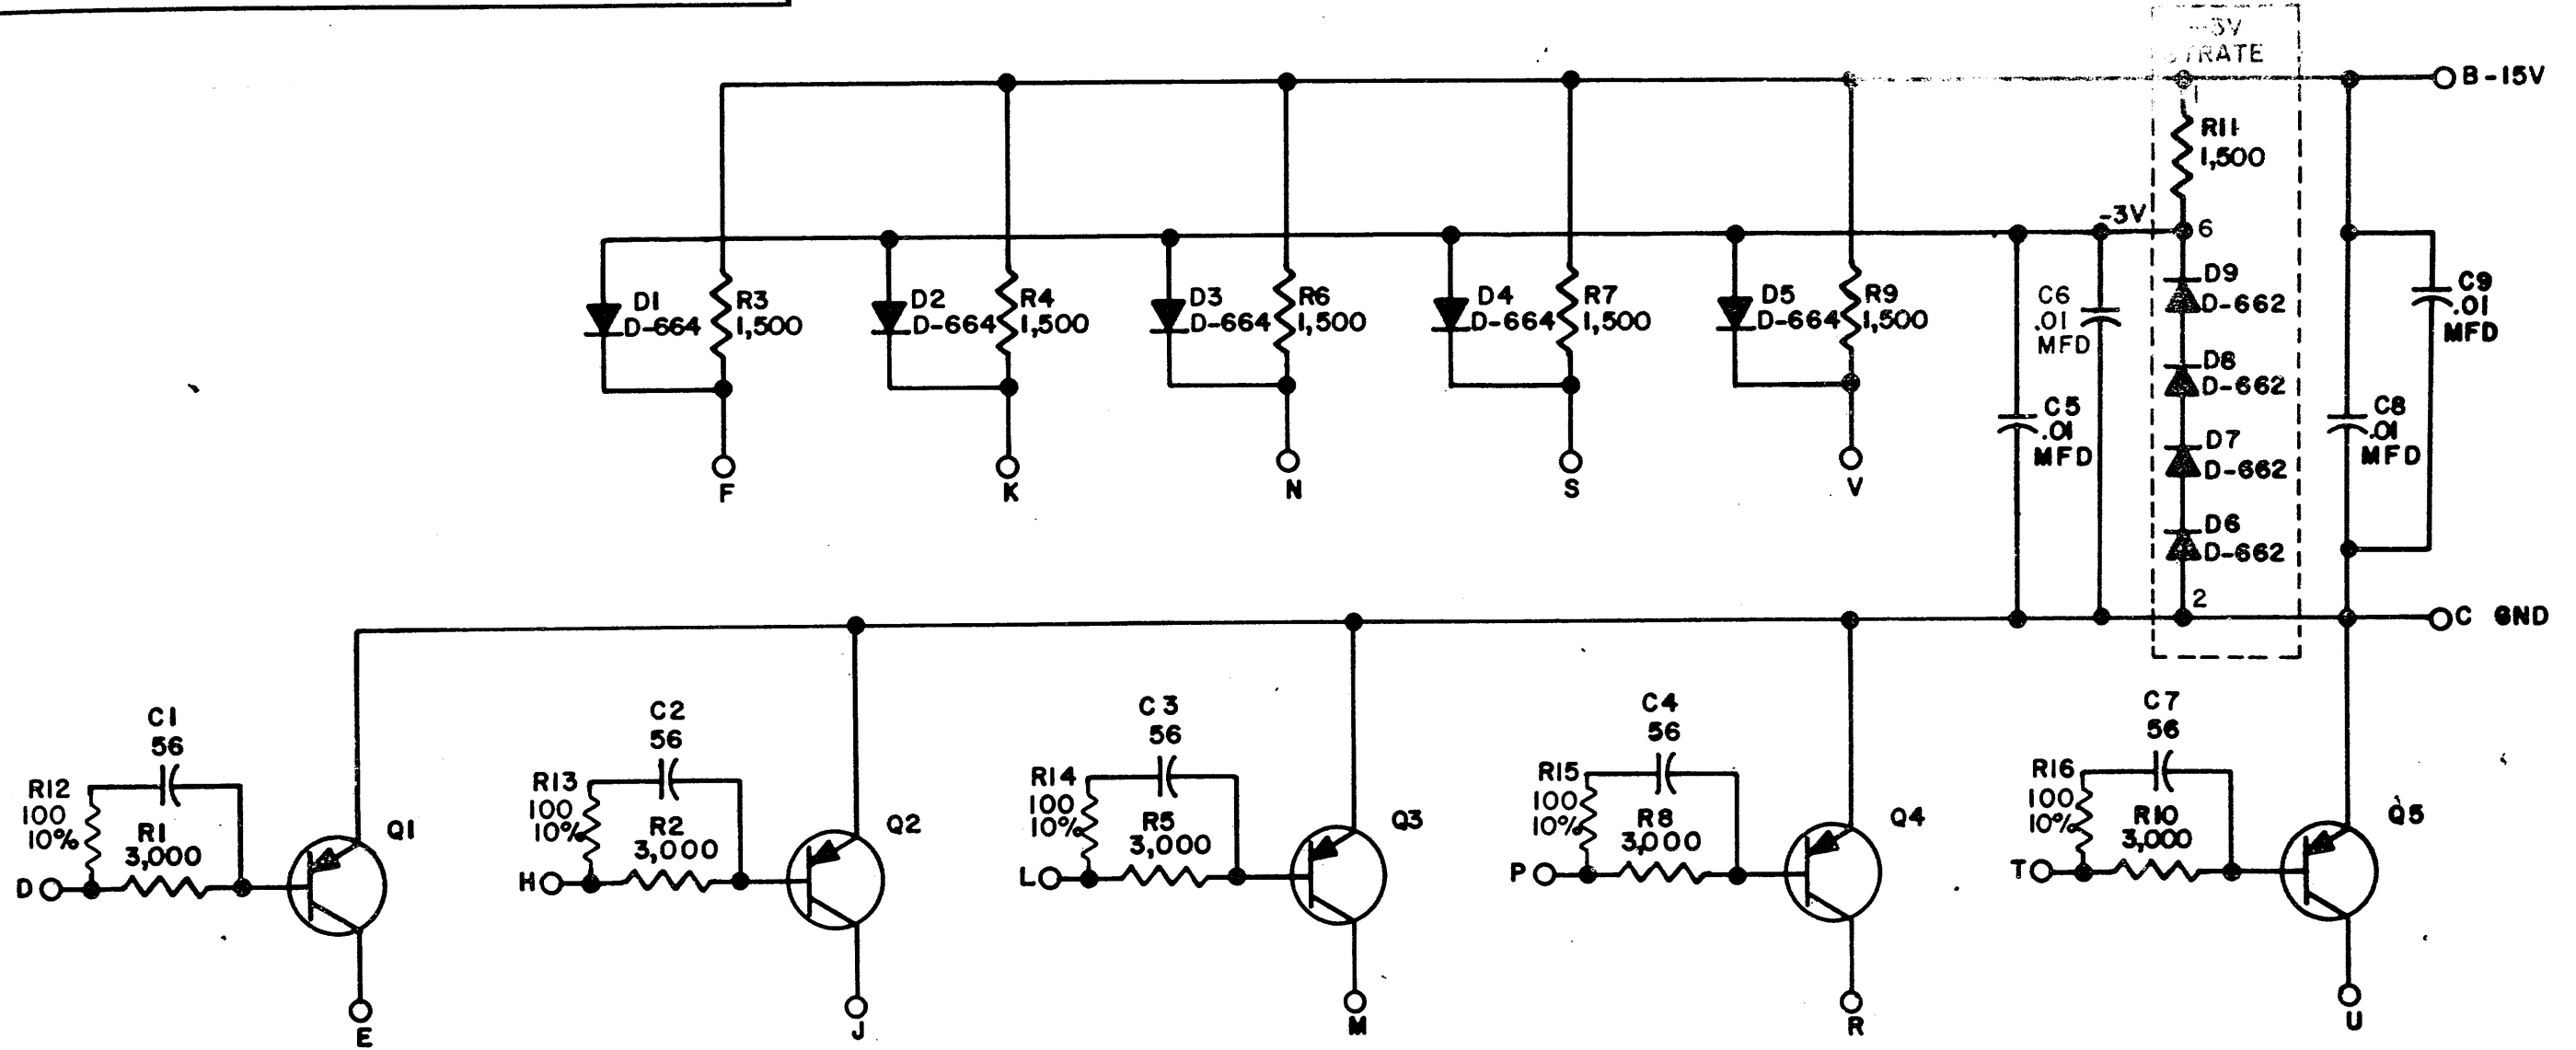 -3V
B-15V
R11
1,500
-3V
6
D1
D-664
R3
1,500
D2
D-664
R4
1,500
D3
D-664
R6
1,500
D4
D-664
R7
1,500
D5
D-664
R9
1,500
C6
.01
MFD
D9
D-662
C9
.01
MFD
D8
D-662
C5
.01
MFD
D7
D-662
C8
.01
MFD
D6
D-662
F
K
N
S
V
2
C GND
C1
56
R12
100
10%
R1
3,000
Q1
D
E
C2
56
R13
100
10%
R2
3,000
Q2
H
J
C3
56
R14
100
10%
R5
3,000
Q3
L
M
C4
56
R15
100
10%
R8
3,000
Q4
P
R
C7
56
R16
100
10%
R10
3,000
Q5
T
U